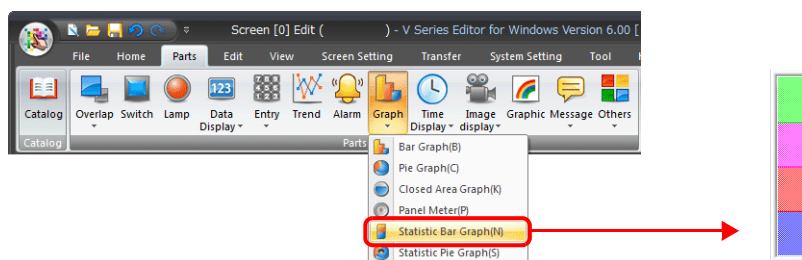 Screen [0] Edit ( ) - V Series Editor for Windows Version 6.00 [
File Home Parts Edit View Screen Setting Transfer System Setting Tool
Catalog Overlap Switch Lamp Data Display Entry Trend Alarm Graph Time Display Image display Graphic Message Others
Catalog Parts
Bar Graph(B)
Pie Graph(C)
Closed Area Graph(K)
Panel Meter(P)
Statistic Bar Graph(N)
Statistic Pie Graph(S)